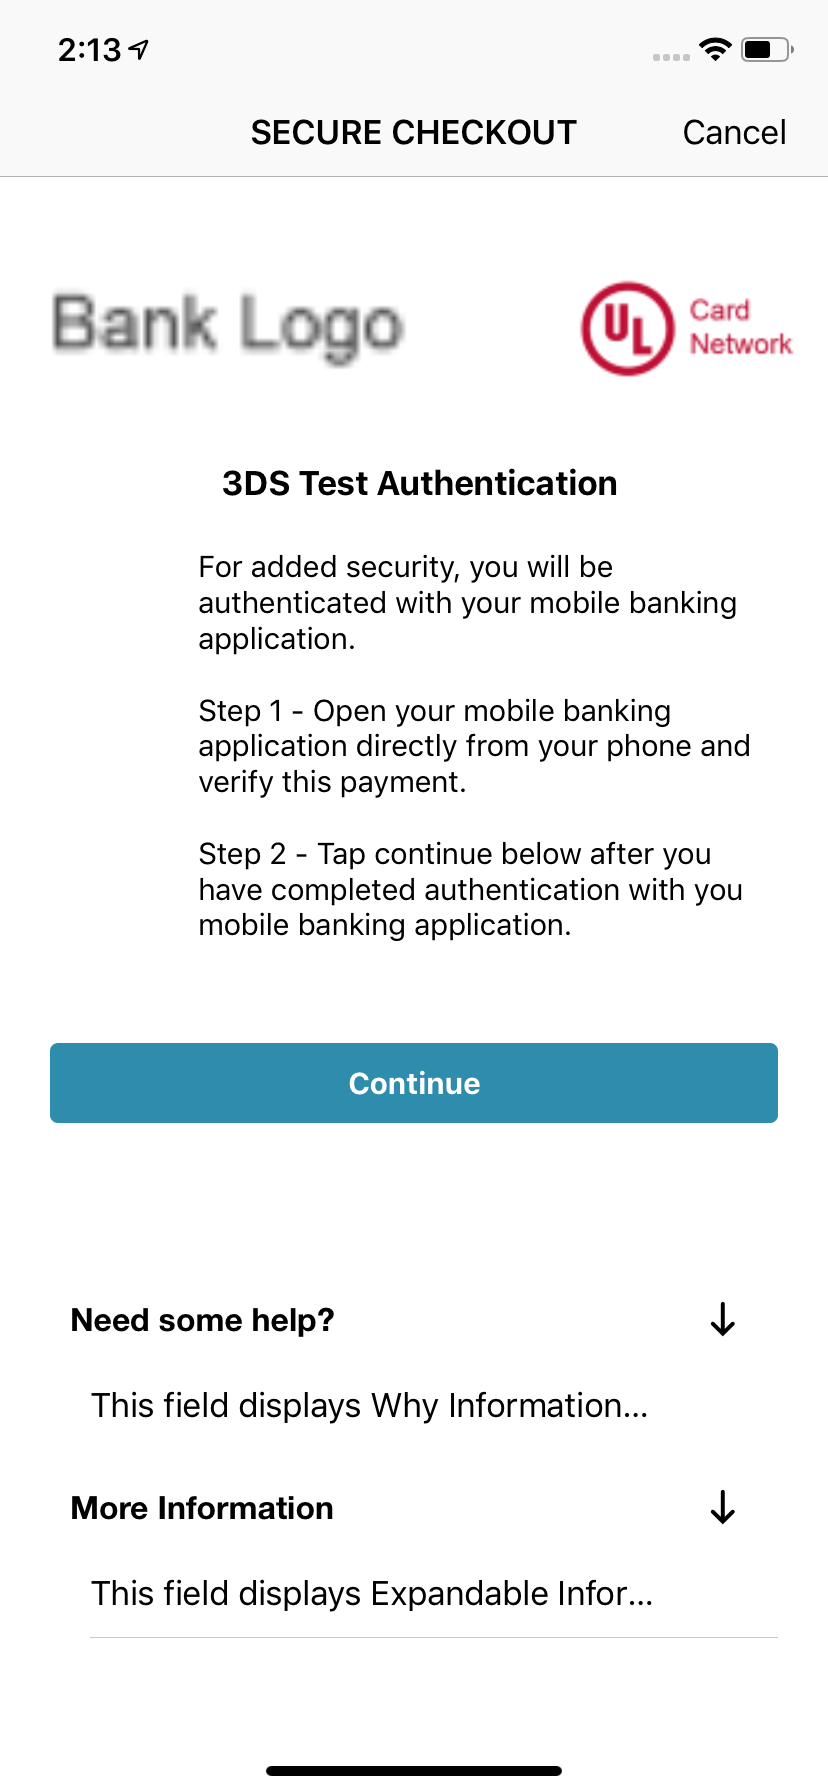 2:13
SECURE CHECKOUT
Cancel
Bank Logo
UL
Card
Network
3DS Test Authentication
For added security, you will be
authenticated with your mobile banking
application.
Step 1 - Open your mobile banking
application directly from your phone and
verify this payment.
Step 2 - Tap continue below after you
have completed authentication with you
mobile banking application.
Continue
Need some help?
This field displays Why Information...
More Information
This field displays Expandable Infor...